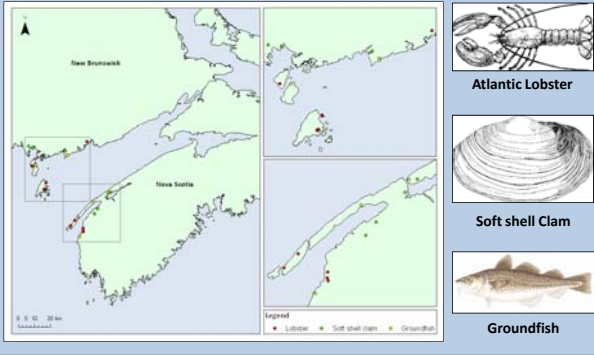 New Brunswick
Nova Scotia
0 5 10 20 km
Legend
Lobster Soft shell clam Groundfish
Atlantic Lobster
Soft shell Clam
Groundfish